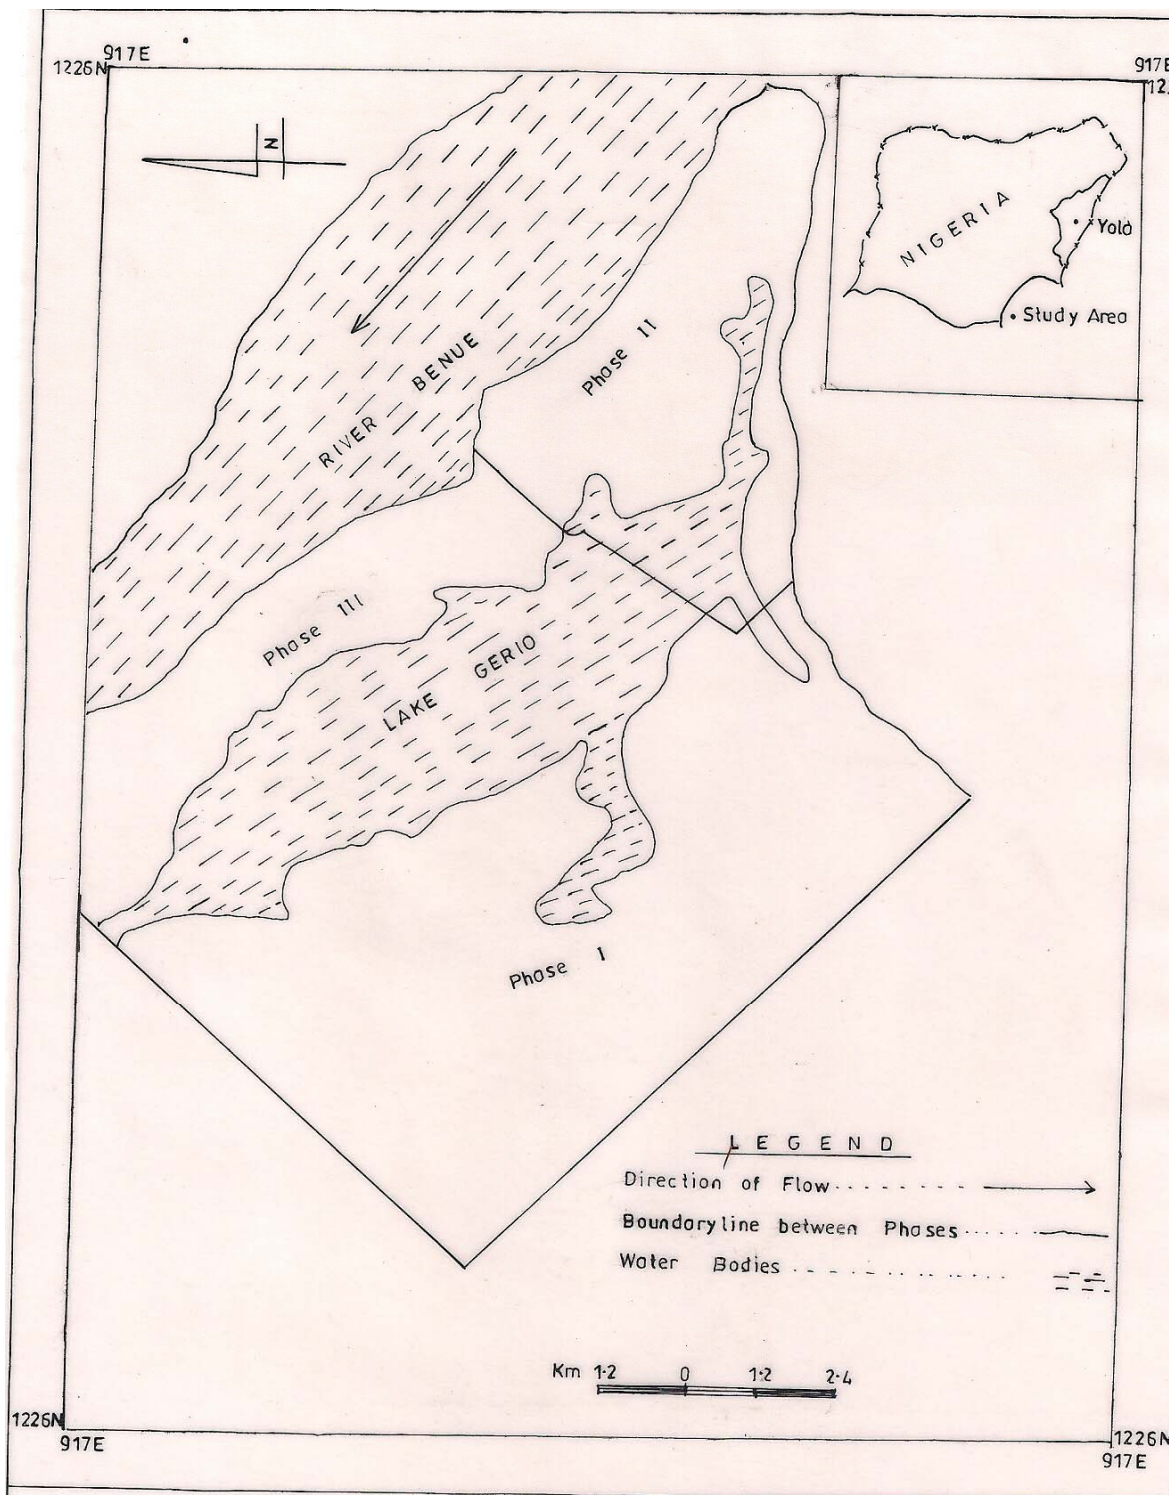 917E
917E
1226N
12
N
NIGERIA
Yola
Study Area
RIVER BENUE
Phase II
Phase III
LAKE GERIO
Phase I
LEGEND
Direction of Flow
Boundaryline between Phases
Water Bodies
Km 1·2 0 1·2 2·4
1226N
1226N
917E
917E